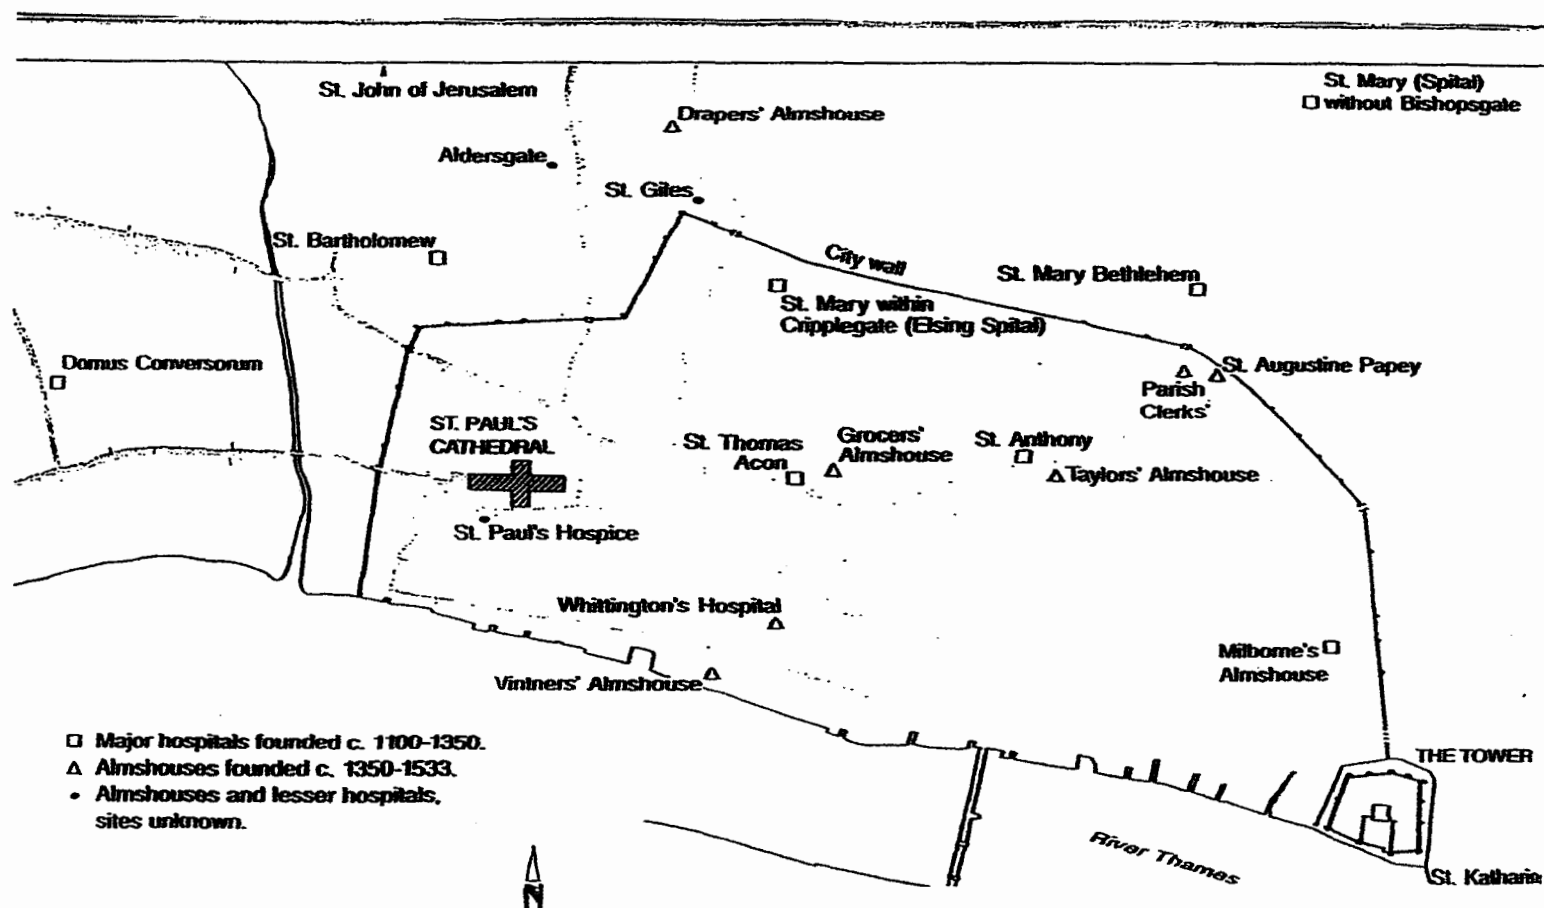 St. John of Jerusalem
St. Mary (Spital)
without Bishopsgate
Drapers' Almshouse
Aldersgate
St. Giles
St. Bartholomew
City wall
St. Mary Bethlehem
St. Mary within
Cripplegate (Elsing Spital)
Domus Conversorum
St. Augustine Papey
Parish
Clerks'
ST. PAUL'S
CATHEDRAL
St. Thomas
Acon
Grocers'
Almshouse
St. Anthony
Taylors' Almshouse
St. Paul's Hospice
Whittington's Hospital
Vintners' Almshouse
Milborne's
Almshouse
Major hospitals founded c. 1100-1350.
Almshouses founded c. 1350-1533.
Almshouses and lesser hospitals,
sites unknown.
THE TOWER
River Thames
St. Katharine
N